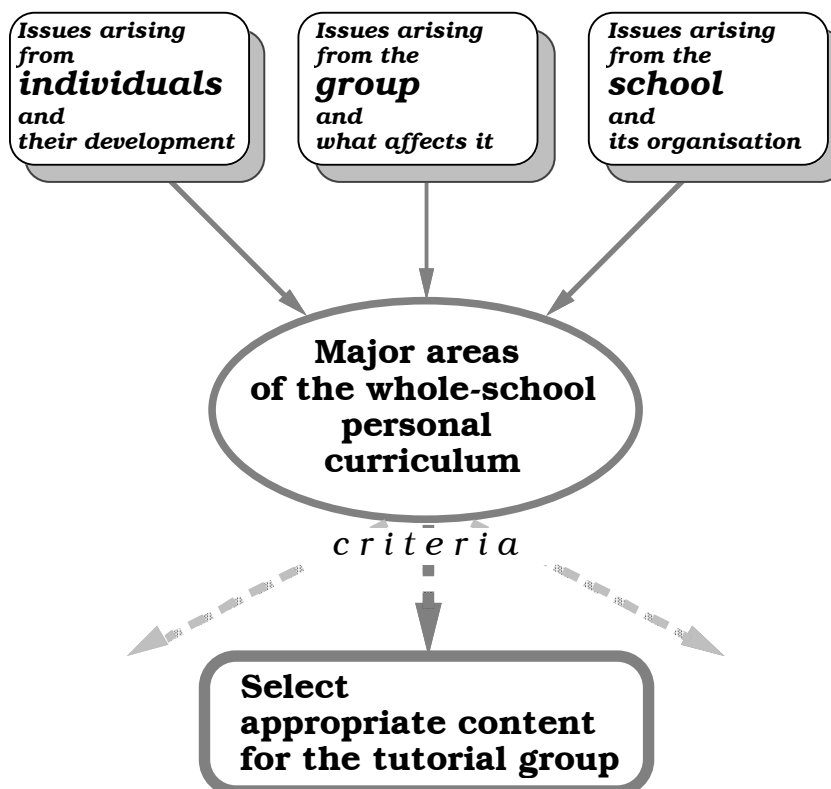 Issues arising
from
individuals
and
their development
Issues arising
from the
group
and
what affects it
Issues arising
from the
school
and
its organisation
Major areas
of the whole-school
personal
curriculum
criteria
Select
appropriate content
for the tutorial group